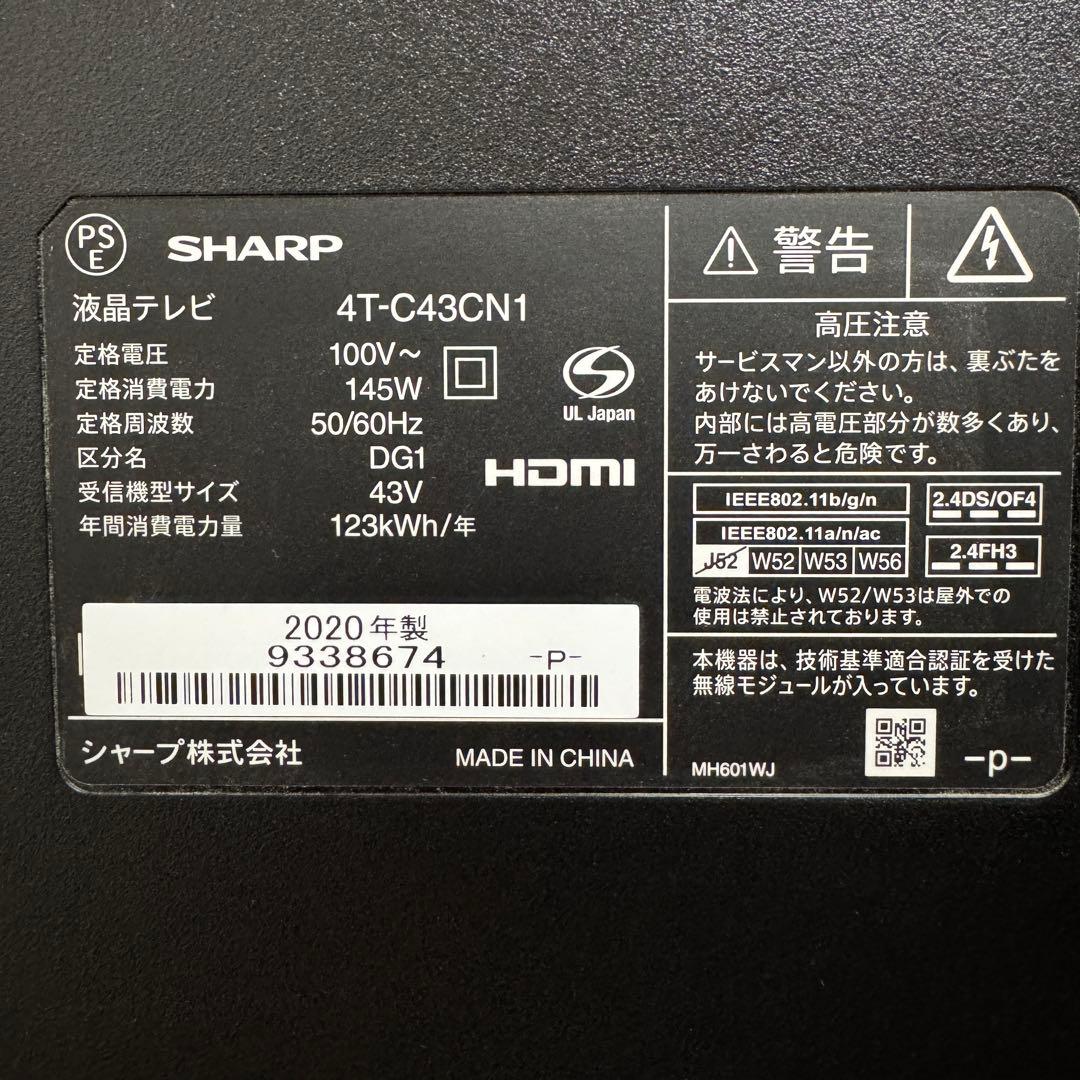 PS
E
SHARP
液晶テレビ 4T-C43CN1
定格電圧 100V～
定格消費電力 145W
定格周波数 50/60Hz
区分名 DG1
受信機型サイズ 43V
年間消費電力量 123kWh/年
UL Japan
HDMI
2020年製
9338674 -P-
シャープ株式会社 MADE IN CHINA
警告
高圧注意
サービスマン以外の方は、裏ぶたを
あけないでください。
内部には高電圧部分が数多くあり、
万一さわると危険です。
IEEE802.11b/g/n
IEEE802.11a/n/ac
J52 W52 W53 W56
2.4DS/OF4
2.4FH3
電波法により、W52/W53は屋外での
使用は禁止されております。
本機器は、技術基準適合認証を受けた
無線モジュールが入っています。
MH601WJ -p-